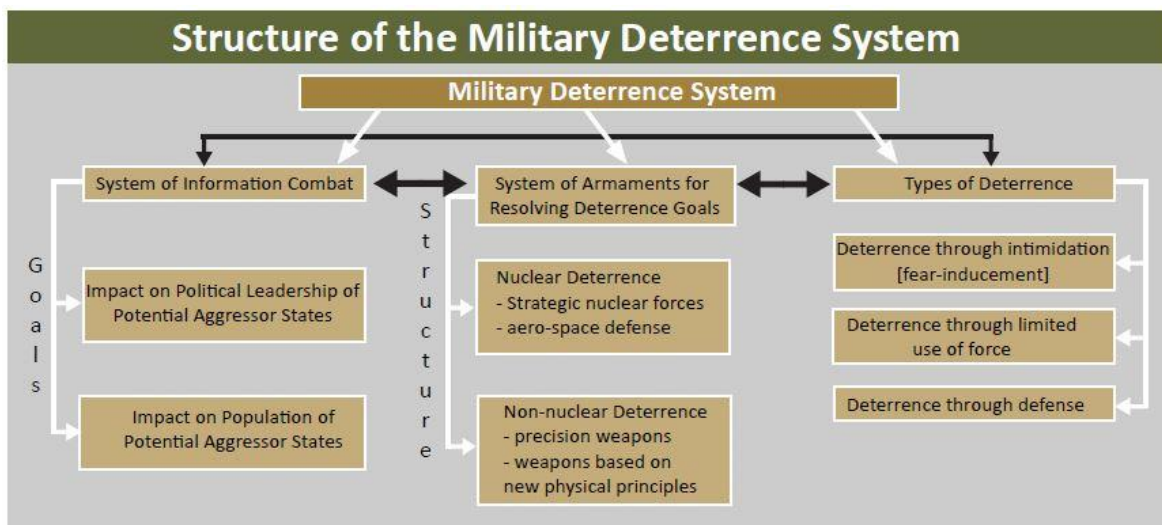 Structure of the Military Deterrence System
Military Deterrence System
System of Information Combat
Goals
Impact on Political Leadership of
Potential Aggressor States
Impact on Population of
Potential Aggressor States
System of Armaments for
Resolving Deterrence Goals
Structure
Nuclear Deterrence
- Strategic nuclear forces
- aero-space defense
Non-nuclear Deterrence
- precision weapons
- weapons based on
new physical principles
Types of Deterrence
Deterrence through intimidation
[fear-inducement]
Deterrence through limited
use of force
Deterrence through defense